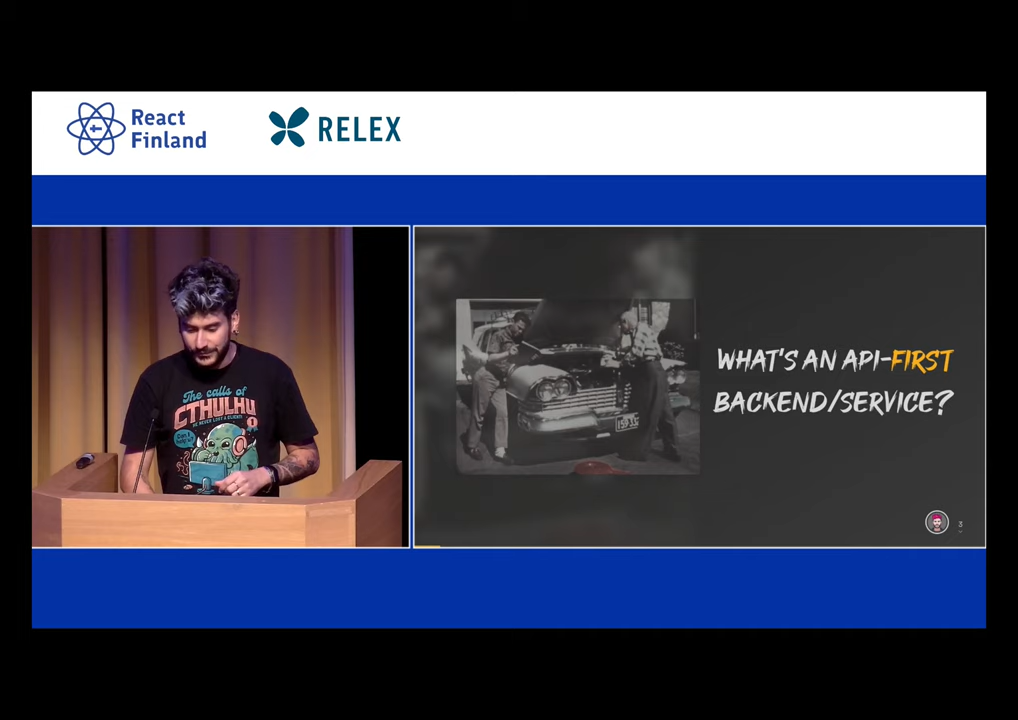 React
Finland
RELEX
The calls of
CTHULHU
WHAT'S AN API-FIRST
BACKEND/SERVICE?
3